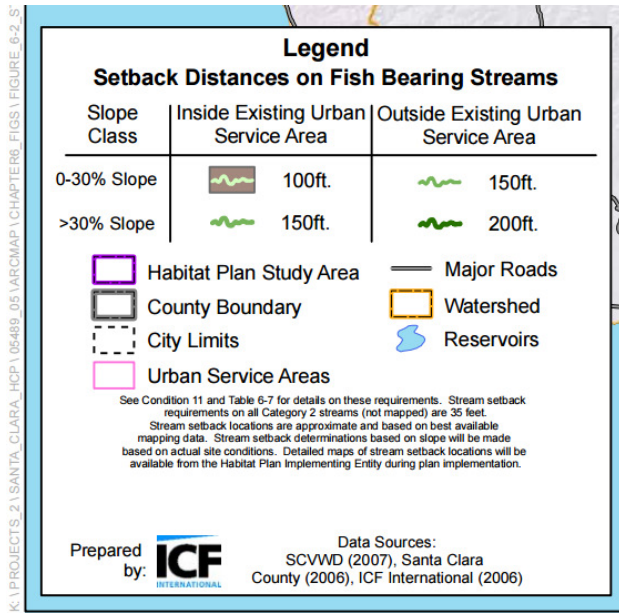 Legend
Setback Distances on Fish Bearing Streams
Slope Class
Inside Existing Urban Service Area
Outside Existing Urban Service Area
0-30% Slope 100ft. 150ft.
>30% Slope 150ft. 200ft.
Habitat Plan Study Area
Major Roads
County Boundary
Watershed
City Limits
Reservoirs
Urban Service Areas
See Condition 11 and Table 6-7 for details on these requirements. Stream setback
requirements on all Category 2 streams (not mapped) are 35 feet.
Stream setback locations are approximate and based on best available
mapping data. Stream setback determinations based on slope will be made
based on actual site conditions. Detailed maps of stream setback locations will be
available from the Habitat Plan Implementing Entity during plan implementation.
Prepared
by:
ICF
INTERNATIONAL
Data Sources:
SCVWD (2007), Santa Clara
County (2006), ICF International (2006)
K:\PROJECTS_2\SANTA_CLARA_HCP\05489_05\ARCMAP\CHAPTER6_FIGS\FIGURE_6-2_S